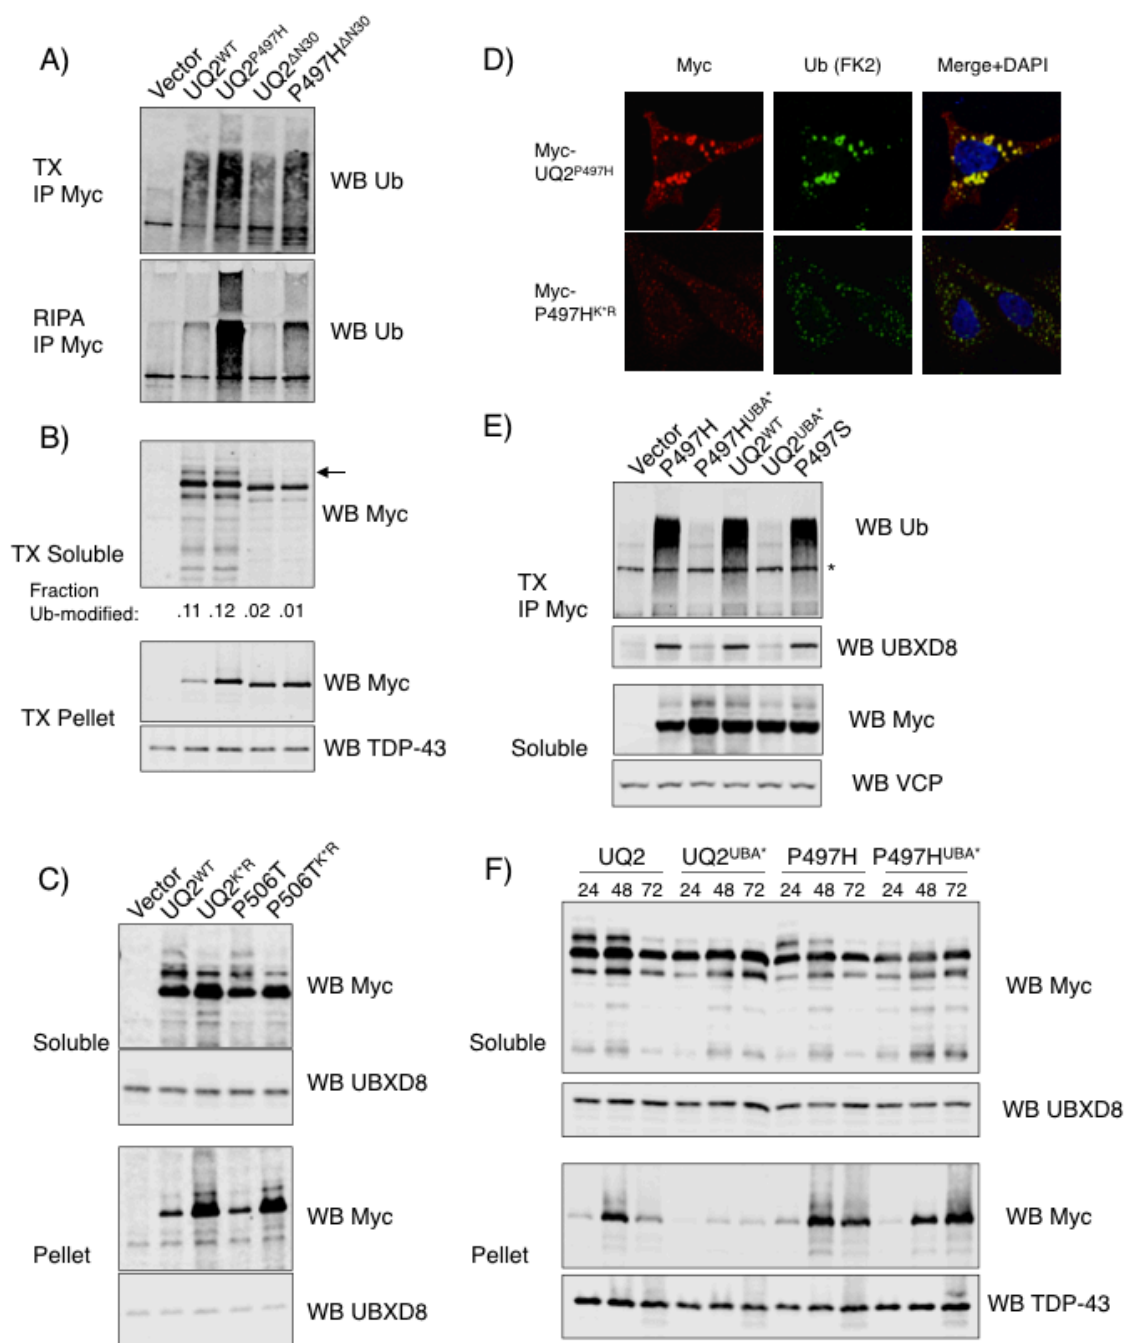 A)
Vector
UQ2WT
UQ2P497H
UQ2ΔN30
P497HΔN30
TX
IP Myc
WB Ub
RIPA
IP Myc
WB Ub
B)
WB Myc
TX Soluble
Fraction
Ub-modified: .11 .12 .02 .01
WB Myc
TX Pellet
WB TDP-43
C)
Vector
UQ2WT
UQ2K*R
P506T
P506TK*R
WB Myc
Soluble
WB UBXD8
WB Myc
Pellet
WB UBXD8
D)
Myc Ub (FK2) Merge+DAPI
Myc-
UQ2P497H
Myc-
P497HK*R
E)
Vector
P497H
P497HUBA*
UQ2WT
UQ2UBA*
P497S
WB Ub
*
TX
IP Myc
WB UBXD8
WB Myc
Soluble
WB VCP
F)
UQ2 UQ2UBA* P497H P497HUBA*
24 48 72 24 48 72 24 48 72 24 48 72
WB Myc
Soluble
WB UBXD8
WB Myc
Pellet
WB TDP-43